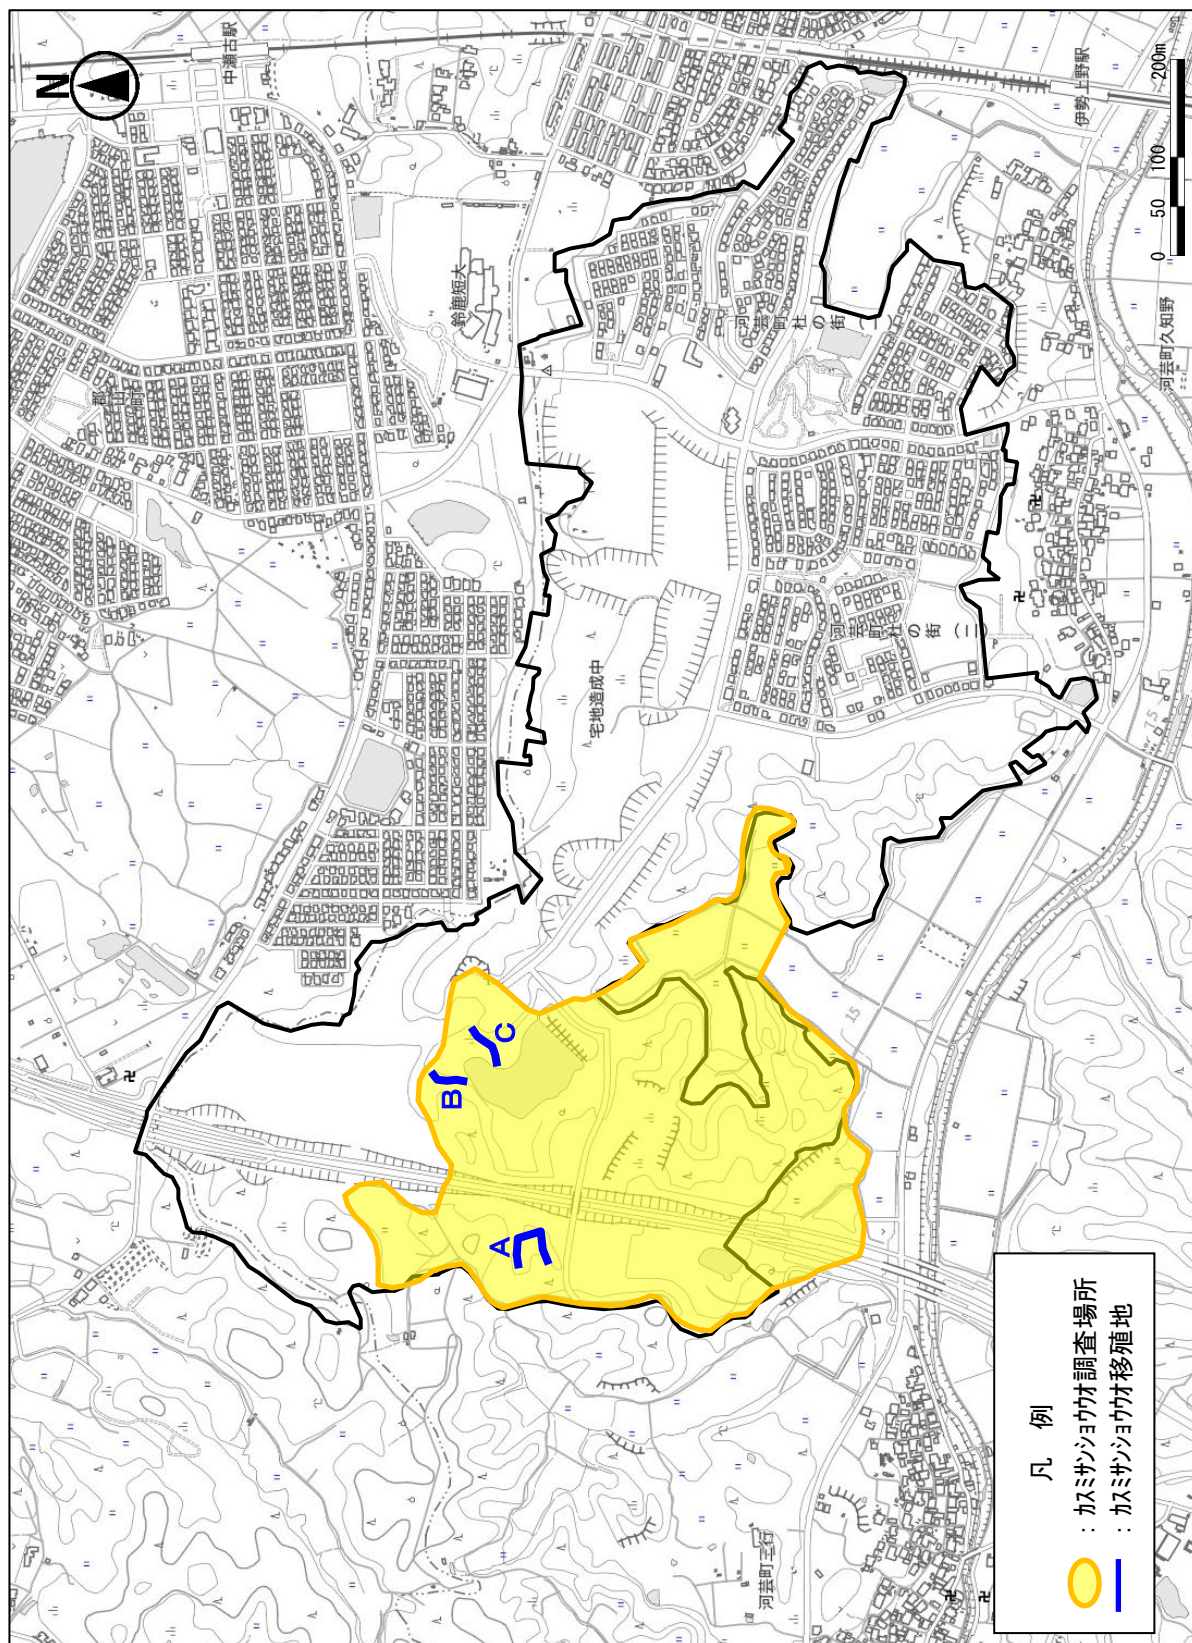 N
中瀬古駅
鈴鹿短大
郡山町
伊勢上野駅
0 50 100 200m
河芸町杜の街(一)
河芸町久知野
河芸町杜の街(二)
宅地造成中
A
B
C
15
15
河芸町三行
凡 例
: カスミサンショウウオ調査場所
: カスミサンショウウオ移殖地